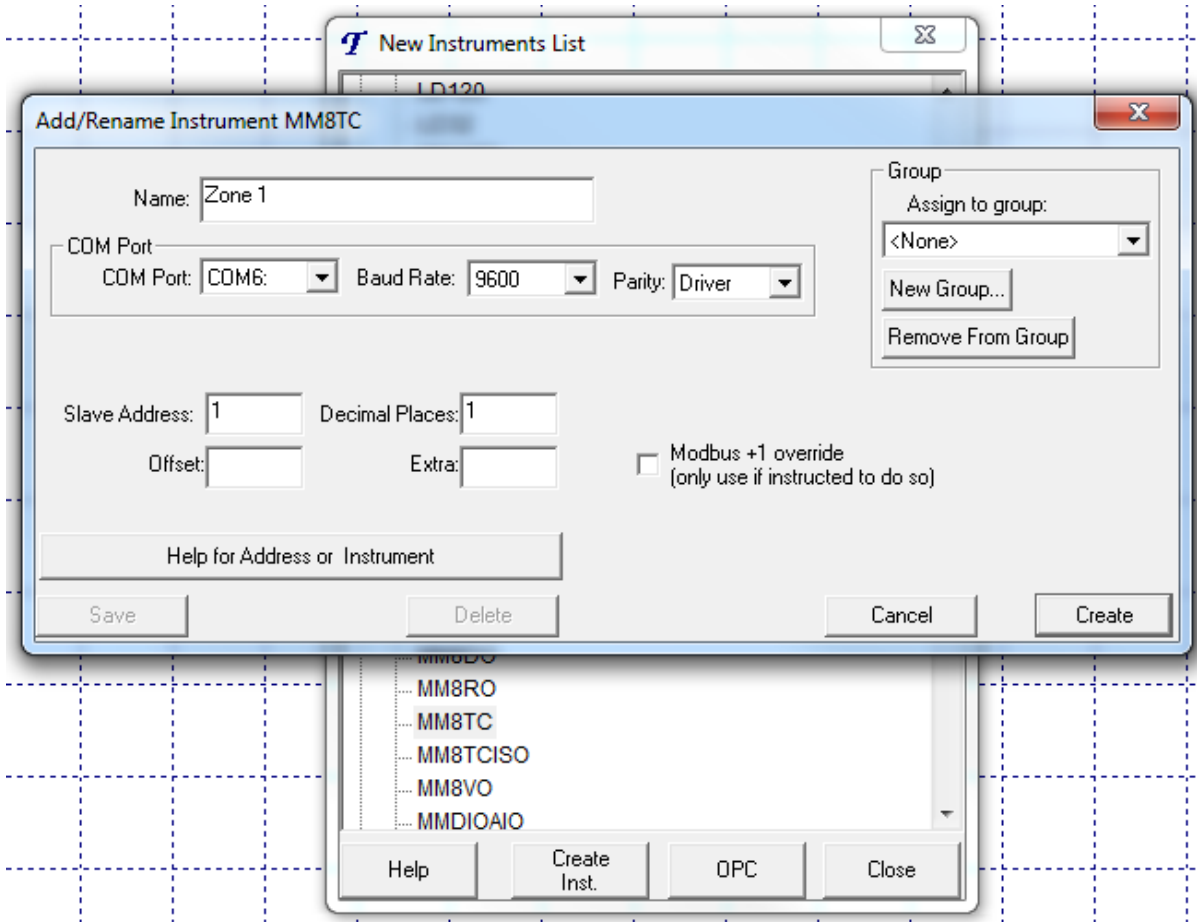 New Instruments List
LD120
Add/Rename Instrument MM8TC
Name: Zone 1
Group
Assign to group:
<None>
New Group...
Remove From Group
COM Port
COM Port: COM6: Baud Rate: 9600 Parity: Driver
Slave Address: 1 Decimal Places: 1
Offset: Extra:
Modbus +1 override
(only use if instructed to do so)
Help for Address or Instrument
Save Delete Cancel Create
MM8RO
MM8TC
MM8TCISO
MM8VO
MMDIOAIO
Help Create Inst. OPC Close